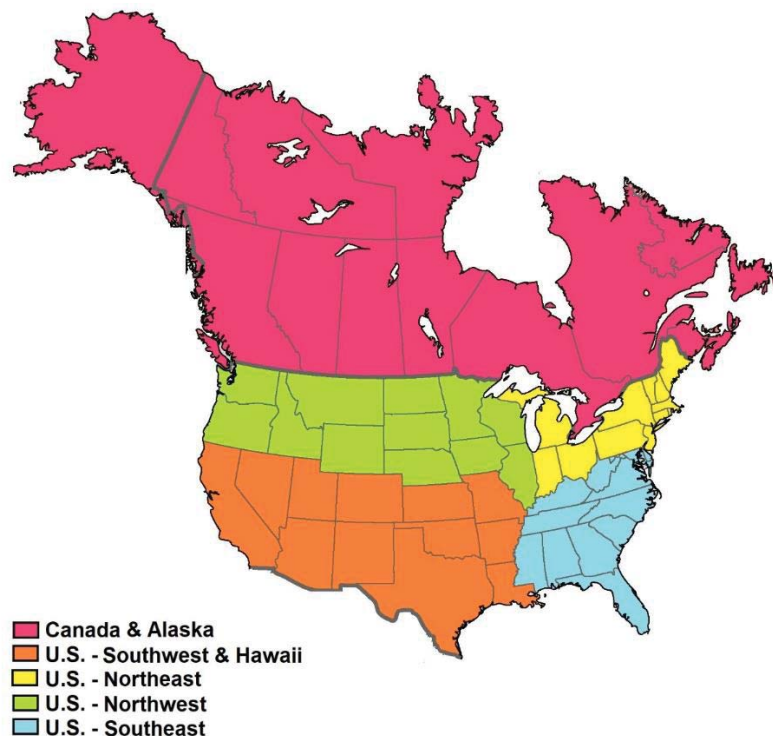 Canada & Alaska
U.S. - Southwest & Hawaii
U.S. - Northeast
U.S. - Northwest
U.S. - Southeast